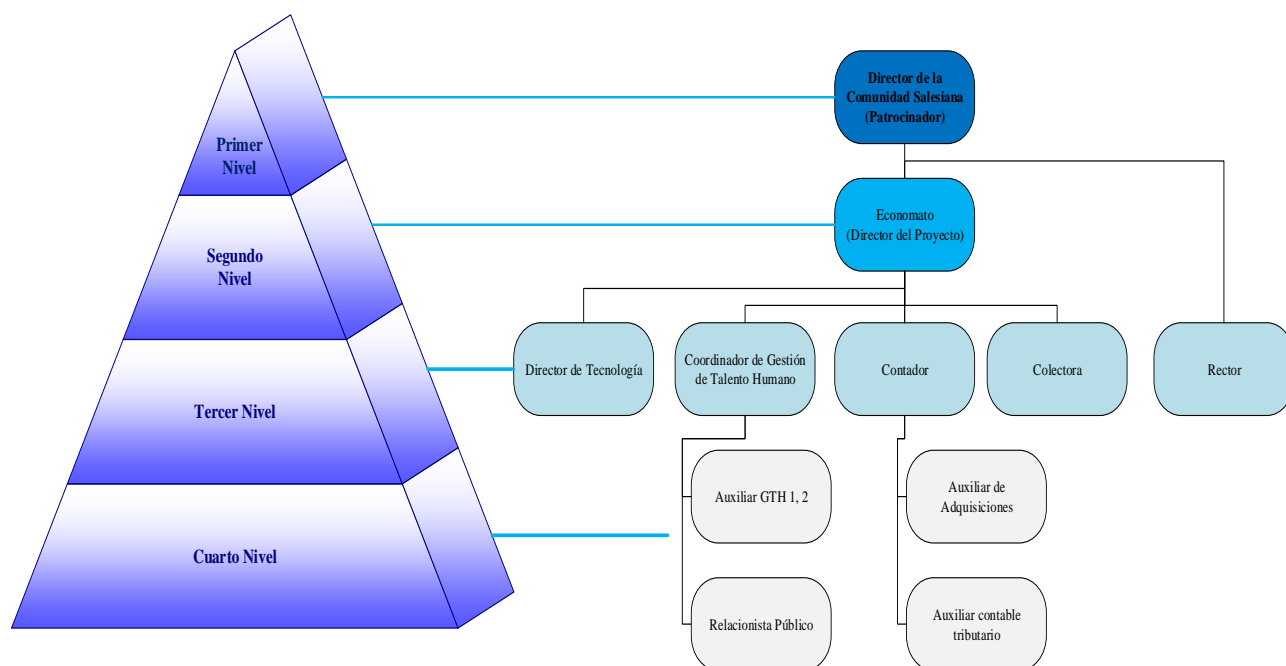 Primer
Nivel
Segundo
Nivel
Tercer Nivel
Cuarto Nivel
Director de la
Comunidad Salesiana
(Patrocinador)
Economato
(Director del Proyecto)
Director de Tecnología
Coordinador de Gestión
de Talento Humano
Contador
Colectora
Rector
Auxiliar GTH 1, 2
Auxiliar de
Adquisiciones
Relacionista Público
Auxiliar contable
tributario